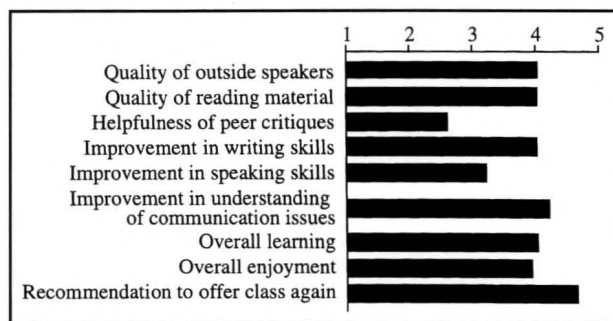 1 2 3 4 5
Quality of outside speakers
Quality of reading material
Helpfulness of peer critiques
Improvement in writing skills
Improvement in speaking skills
Improvement in understanding
of communication issues
Overall learning
Overall enjoyment
Recommendation to offer class again